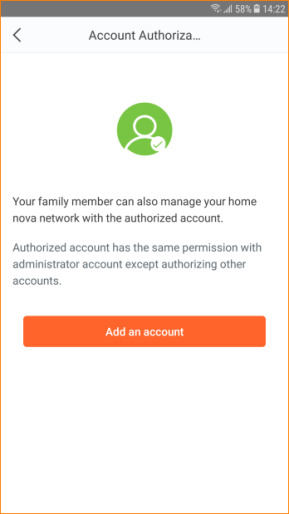 58% 14:22
Account Authoriza...
Your family member can also manage your home
nova network with the authorized account.
Authorized account has the same permission with
administrator account except authorizing other
accounts.
Add an account